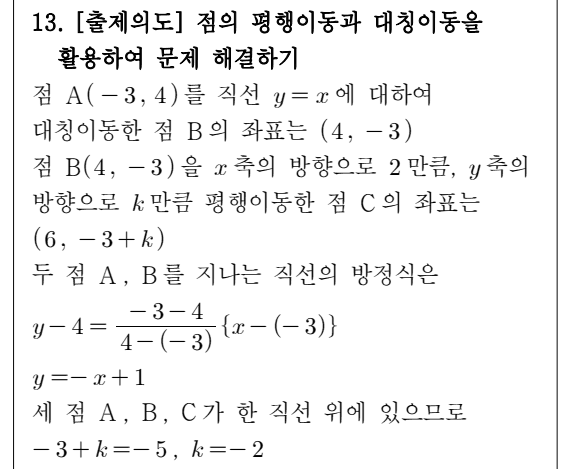 13. [출제의도] 점의 평행이동과 대칭이동을
활용하여 문제 해결하기
점 A(-3, 4)를 직선 y=x에 대하여
대칭이동한 점 B의 좌표는 (4, -3)
점 B(4, -3)을 x축의 방향으로 2만큼, y축의
방향으로 k만큼 평행이동한 점 C의 좌표는
(6, -3+k)
두 점 A, B를 지나는 직선의 방정식은
y-4=\frac{-3-4}{4-(-3)}{x-(-3)}
y=-x+1
세 점 A, B, C가 한 직선 위에 있으므로
-3+k=-5, k=-2